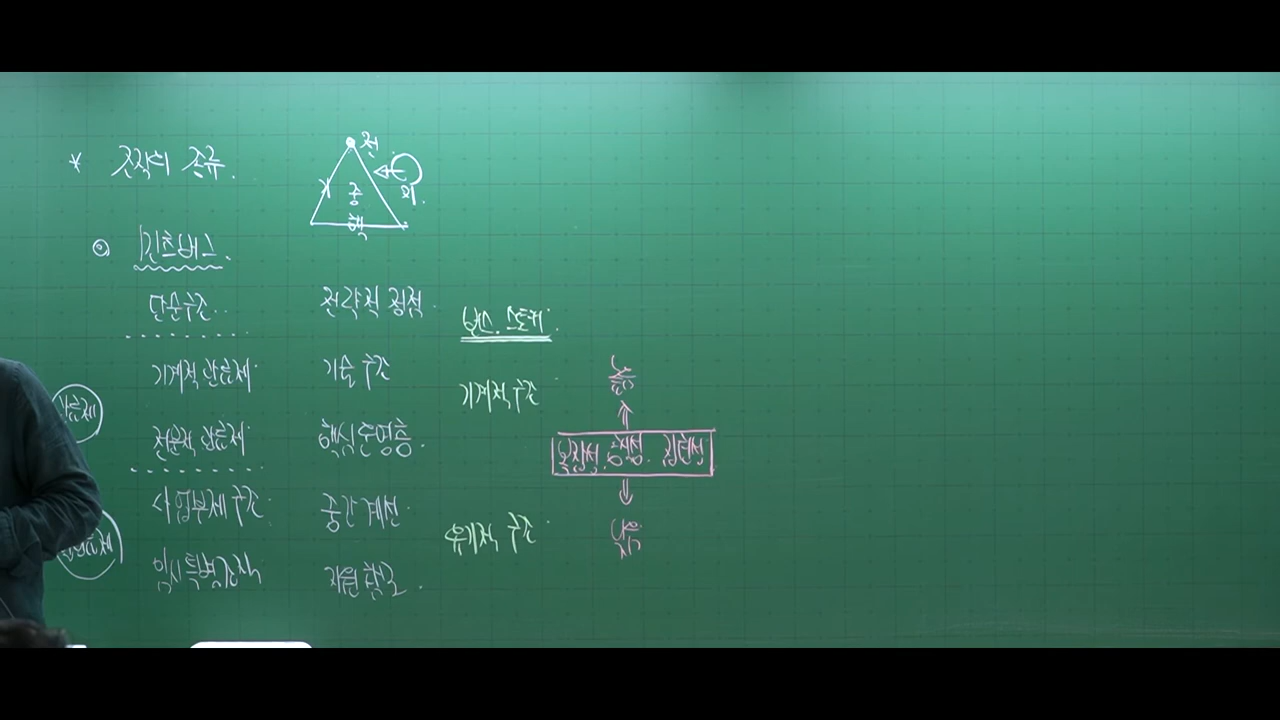 * 조직의 종류.
전
중
핵
◎ 민츠버그.
단순구조.
전략적 정점.
기계적 관료제.
기술 구조
전문적 관료제
핵심운영층.
사업부제 구조.
중간 계선.
임시특별조직
지원 참모.
관료제
번스. 스토커.
기계적 구조
유기적 구조
높음
복잡성. 공식성. 집권성
낮음